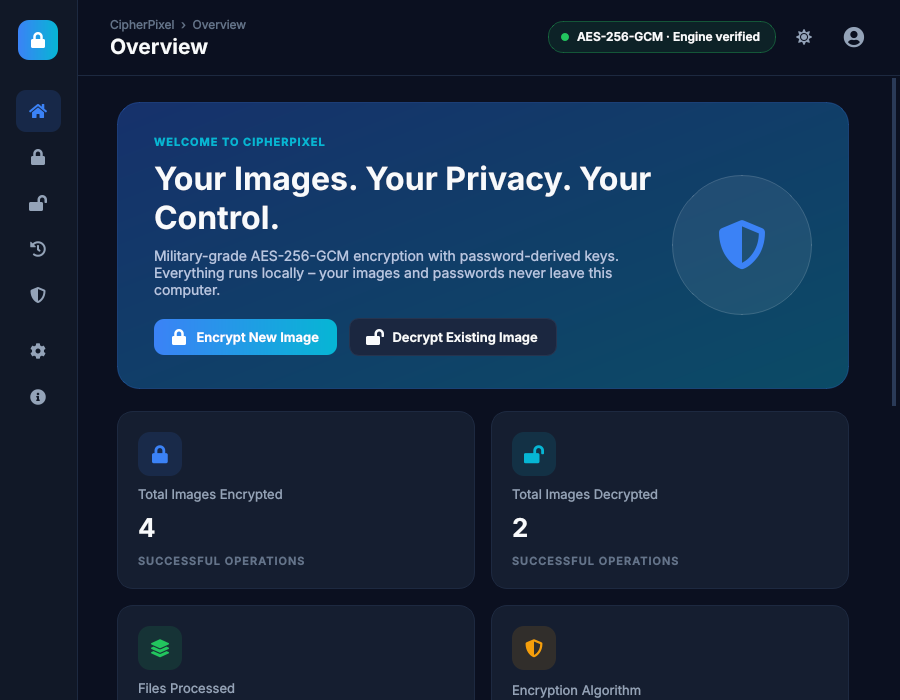 CipherPixel › Overview
Overview
AES-256-GCM · Engine verified
WELCOME TO CIPHERPIXEL
Your Images. Your Privacy. Your
Control.
Military-grade AES-256-GCM encryption with password-derived keys.
Everything runs locally – your images and passwords never leave this
computer.
Encrypt New Image
Decrypt Existing Image
Total Images Encrypted
4
SUCCESSFUL OPERATIONS
Total Images Decrypted
2
SUCCESSFUL OPERATIONS
Files Processed
Encryption Algorithm